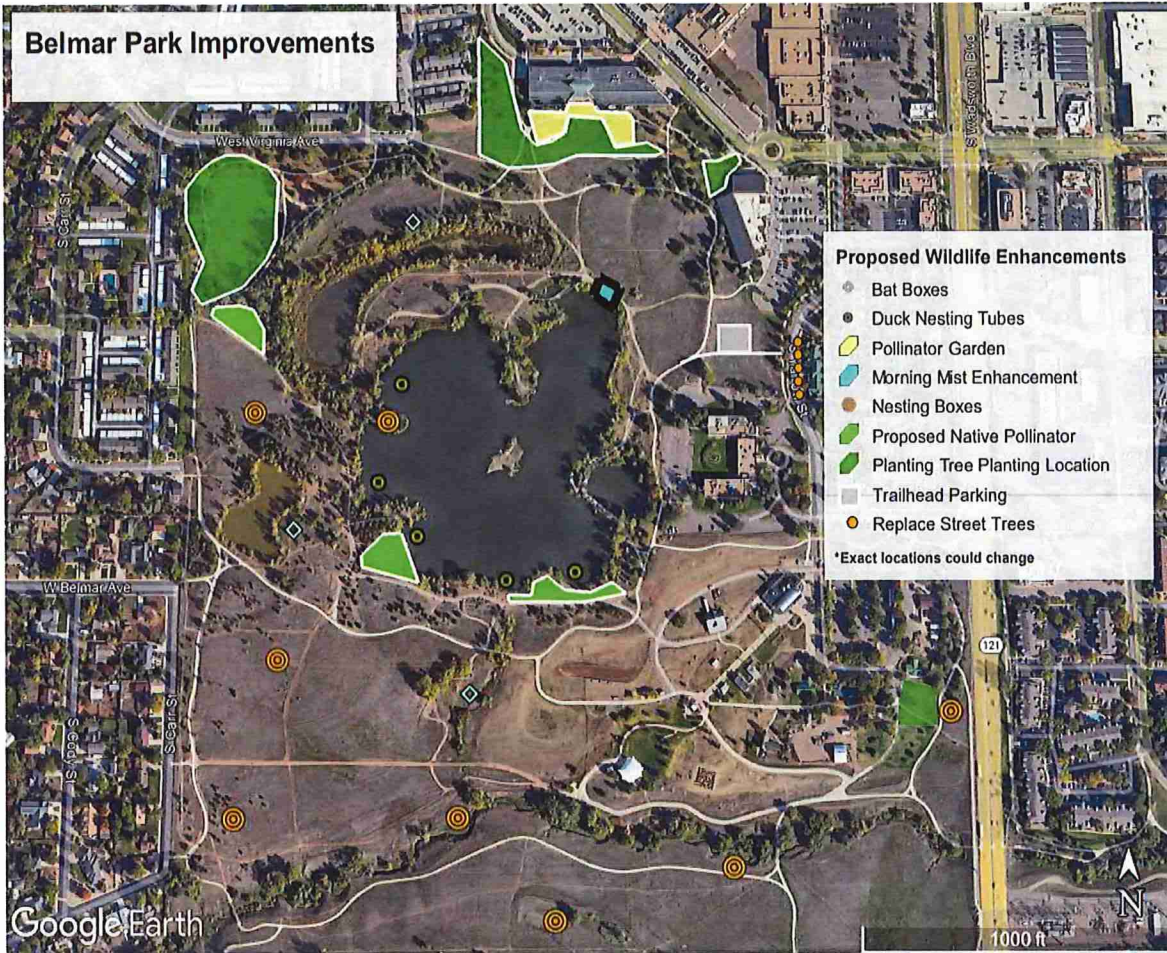 Belmar Park Improvements
West Virginia Ave
S Carr St
S Wadsworth Blvd
Proposed Wildlife Enhancements
Bat Boxes
Duck Nesting Tubes
Pollinator Garden
Morning Mist Enhancement
Nesting Boxes
Proposed Native Pollinator
Planting Tree Planting Location
Trailhead Parking
Replace Street Trees
*Exact locations could change
W Belmar Ave
121
S Cody St
S Carr St
Google Earth
N
1000 ft